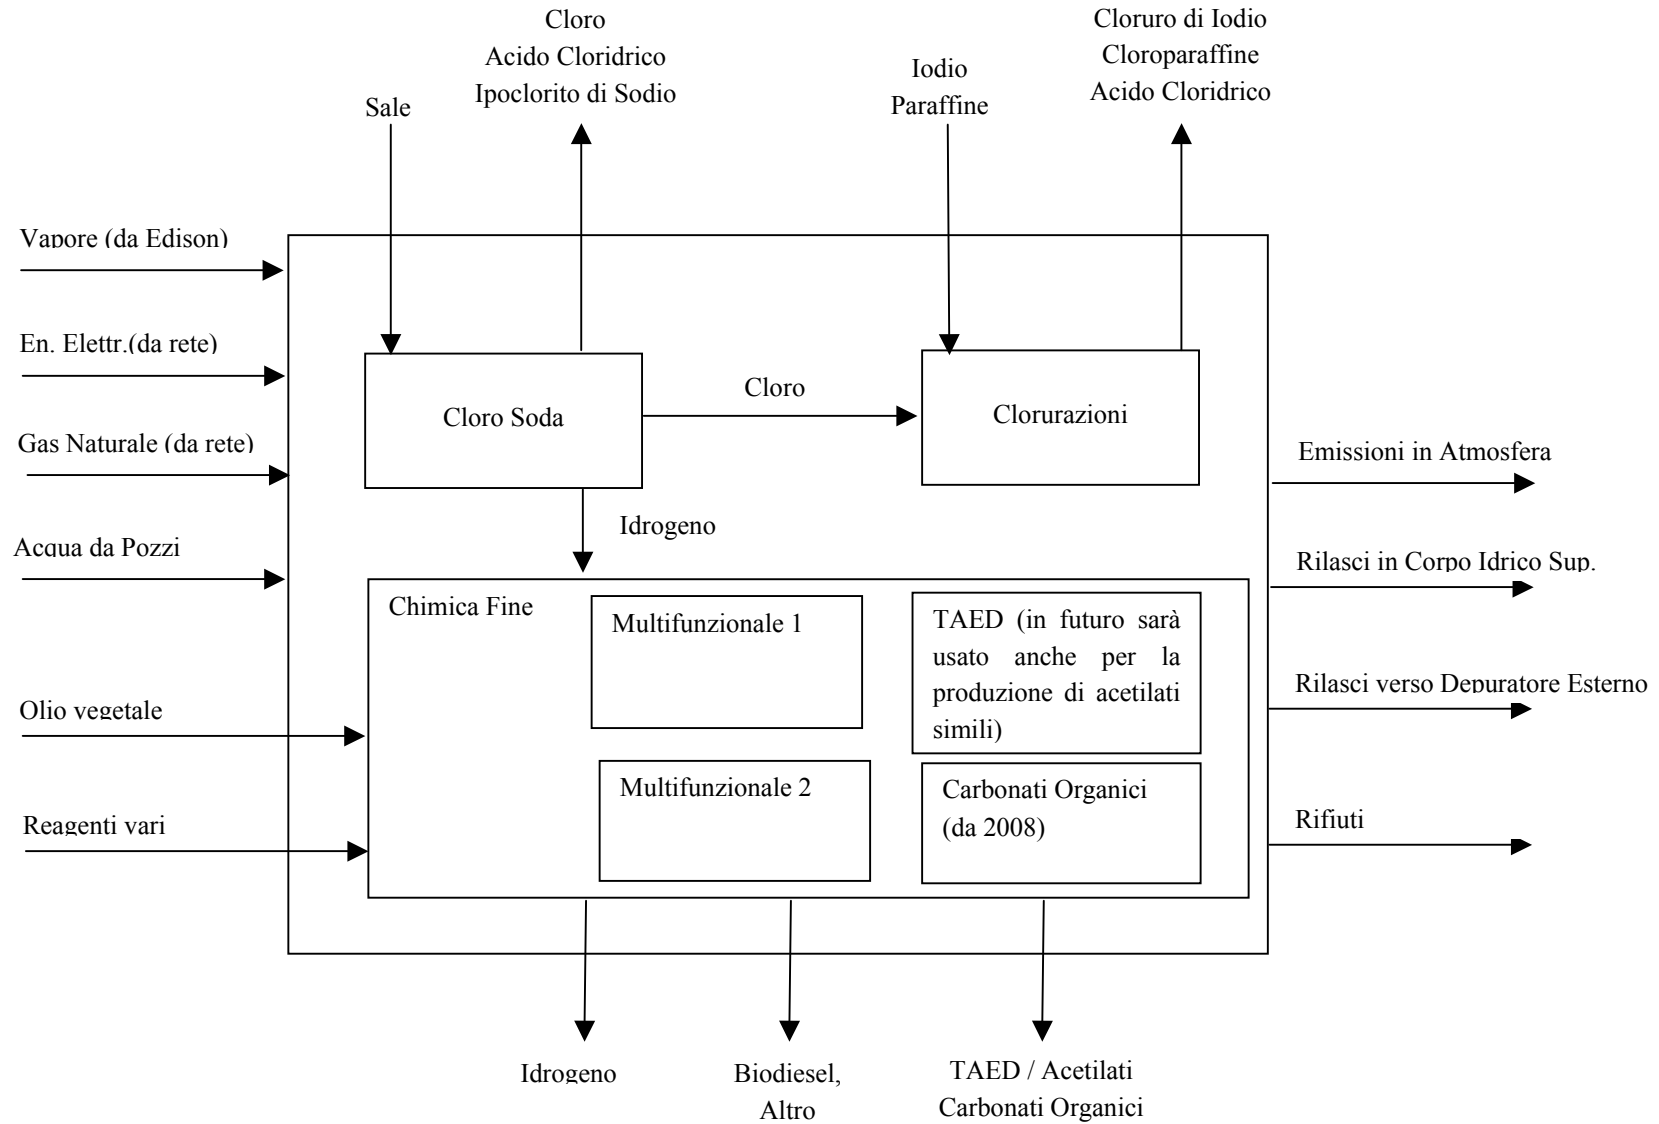 Cloro
Acido Cloridrico
Ipoclorito di Sodio
Cloruro di Iodio
Cloroparaffine
Acido Cloridrico
Iodio
Paraffine
Sale
Vapore (da Edison)
En. Elettr.(da rete)
Gas Naturale (da rete)
Acqua da Pozzi
Olio vegetale
Reagenti vari
Cloro Soda
Cloro
Clorurazioni
Idrogeno
Chimica Fine
Multifunzionale 1
TAED (in futuro sarà
usato anche per la
produzione di acetilati
simili)
Multifunzionale 2
Carbonati Organici
(da 2008)
Emissioni in Atmosfera
Rilasci in Corpo Idrico Sup.
Rilasci verso Depuratore Esterno
Rifiuti
Idrogeno
Biodiesel,
Altro
TAED / Acetilati
Carbonati Organici